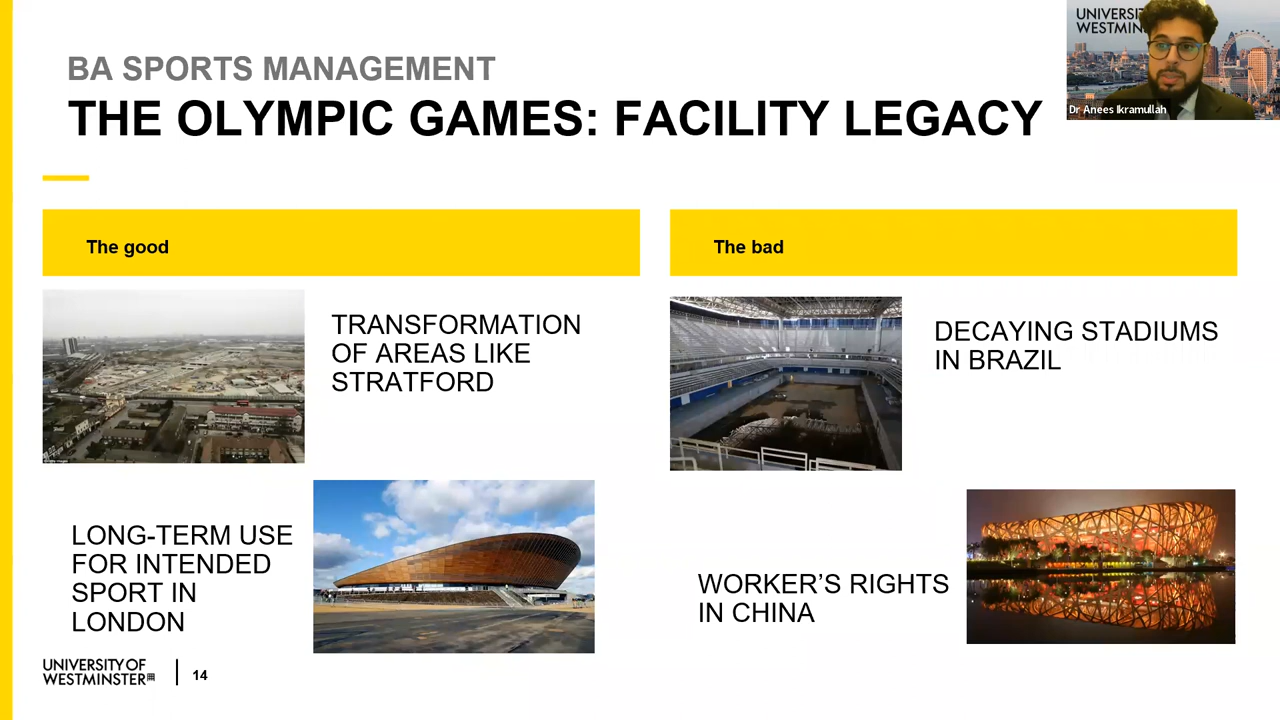 BA SPORTS MANAGEMENT
THE OLYMPIC GAMES: FACILITY LEGACY
UNIVERSIT
WESTMIN
Dr Anees Ikramullah
The good
TRANSFORMATION
OF AREAS LIKE
STRATFORD
LONG-TERM USE
FOR INTENDED
SPORT IN
LONDON
The bad
DECAYING STADIUMS
IN BRAZIL
WORKER’S RIGHTS
IN CHINA
UNIVERSITY OF
WESTMINSTER
14